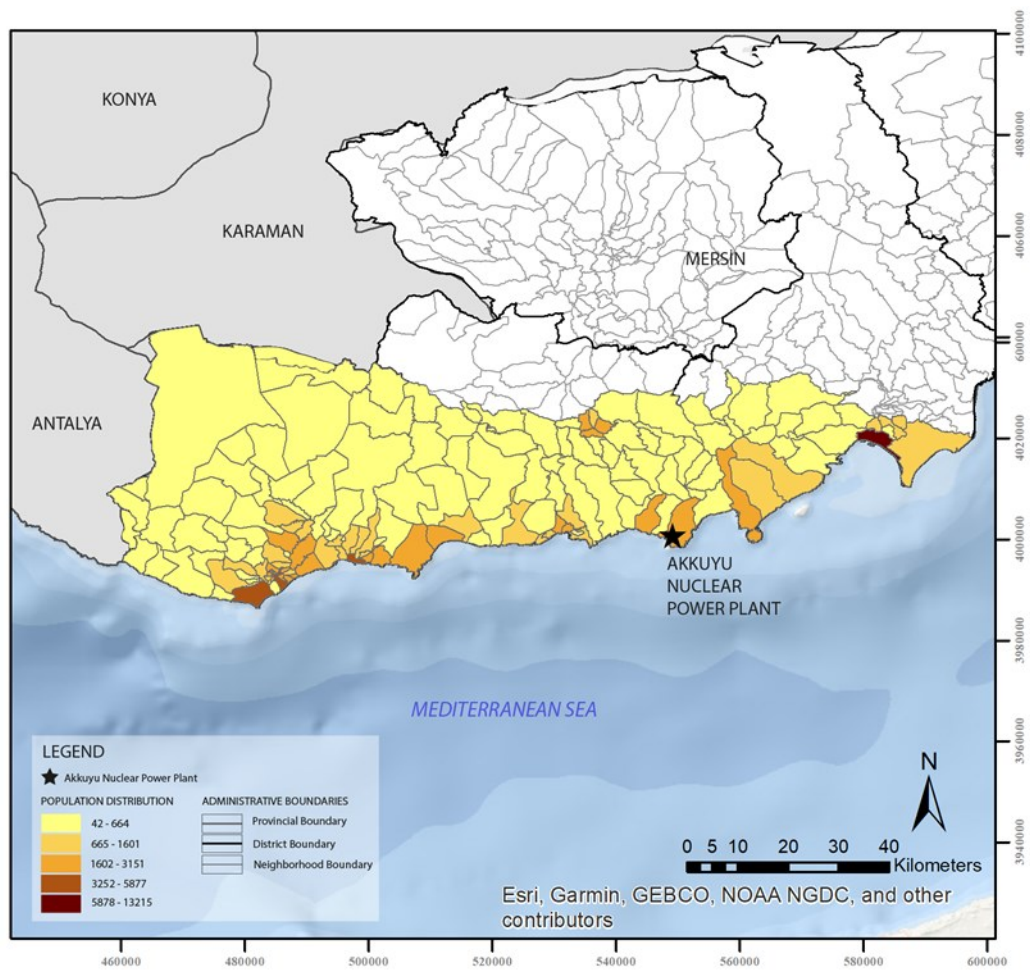 KONYA
KARAMAN
MERSİN
ANTALYA
AKKUYU
NUCLEAR
POWER PLANT
MEDITERRANEAN SEA
LEGEND
Akkuyu Nuclear Power Plant
POPULATION DISTRIBUTION
42 - 664
665 - 1601
1602 - 3151
3252 - 5877
5878 - 13215
ADMINISTRATIVE BOUNDARIES
Provincial Boundary
District Boundary
Neighborhood Boundary
N
0 5 10 20 30 40
Kilometers
Esri, Garmin, GEBCO, NOAA NGDC, and other
contributors
4100000
4080000
4060000
600000
4020000
4000000
3980000
3960000
3940000
460000 480000 500000 520000 540000 560000 580000 600000